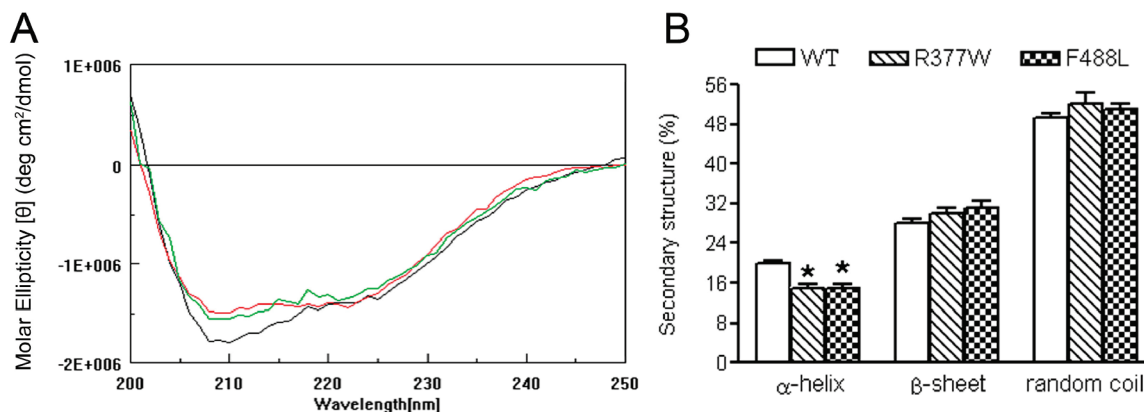 A
Molar Ellipticity [θ] (deg cm²/dmol)
1E+006
0
-1E+006
-2E+006
200 210 220 230 240 250
Wavelength[nm]
B
WT R377W F488L
Secondary structure (%)
56
48
40
32
24
16
8
0
* *
α-helix β-sheet random coil